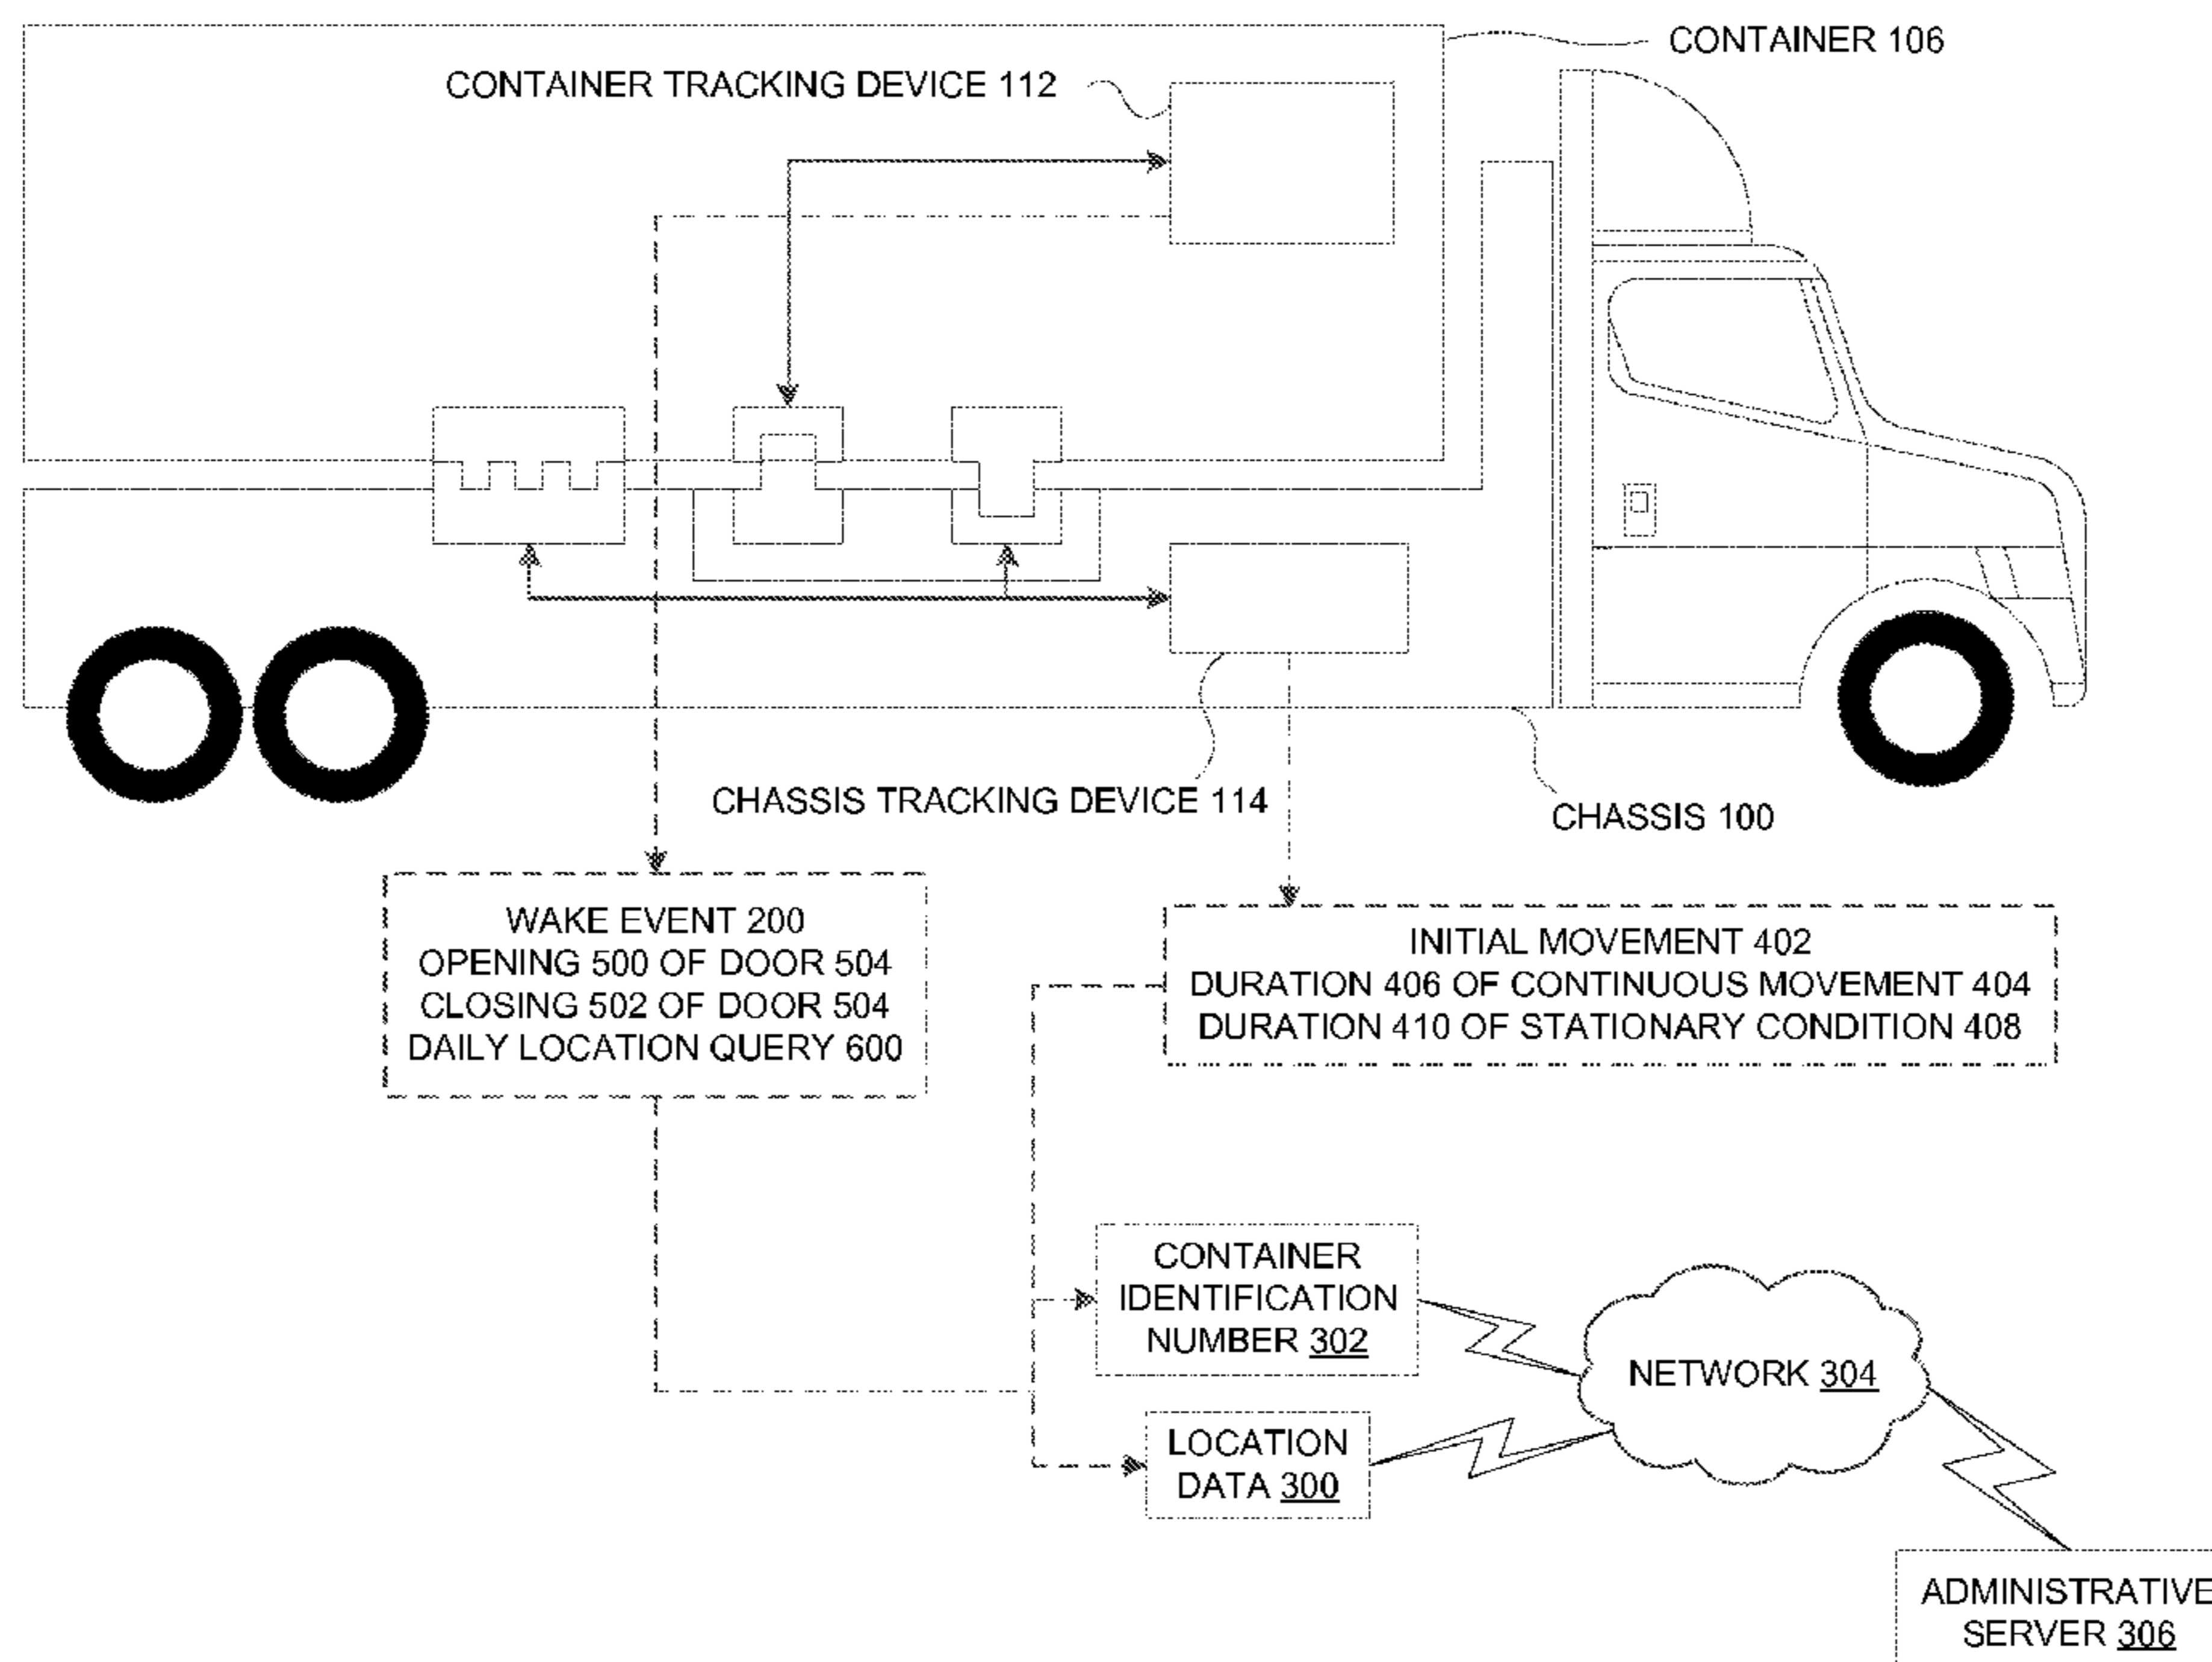 CONTAINER 106
CONTAINER TRACKING DEVICE 112
CHASSIS TRACKING DEVICE 114
CHASSIS 100
WAKE EVENT 200
OPENING 500 OF DOOR 504
CLOSING 502 OF DOOR 504
DAILY LOCATION QUERY 600
INITIAL MOVEMENT 402
DURATION 406 OF CONTINUOUS MOVEMENT 404
DURATION 410 OF STATIONARY CONDITION 408
CONTAINER
IDENTIFICATION
NUMBER 302
NETWORK 304
LOCATION
DATA 300
ADMINISTRATIVE
SERVER 306